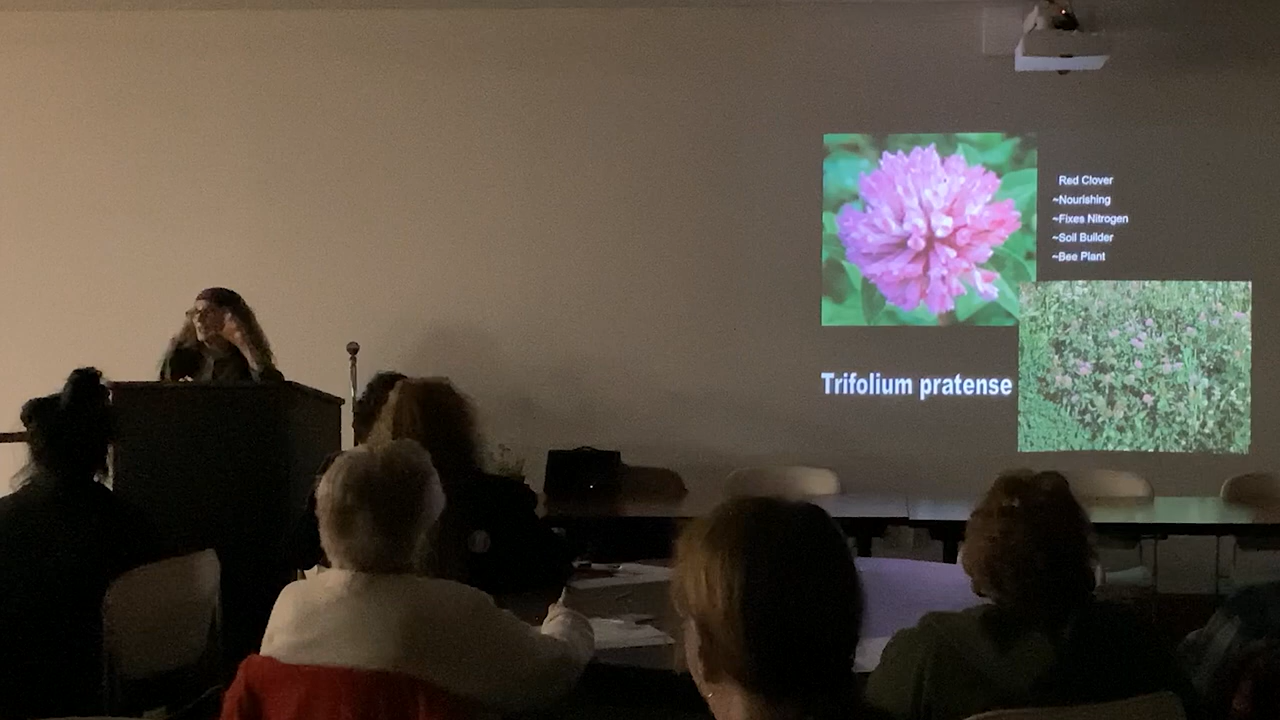 Red Clover
~Nourishing
~Fixes Nitrogen
~Soil Builder
~Bee Plant
Trifolium pratense